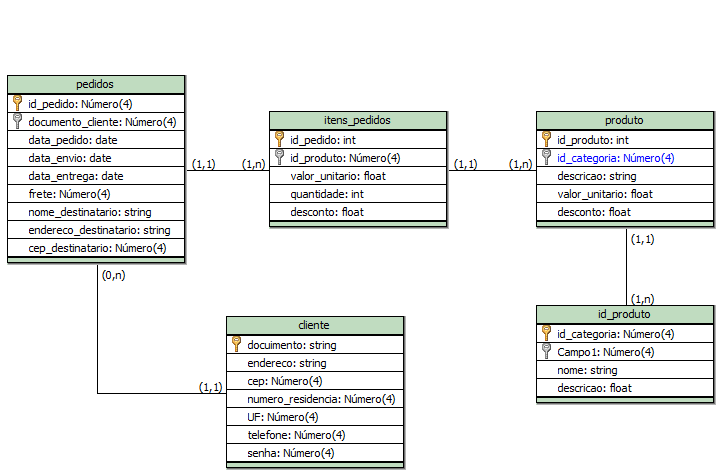 pedidos
id_pedido: Número(4)
documento_cliente: Número(4)
data_pedido: date
data_envio: date
data_entrega: date
frete: Número(4)
nome_destinatario: string
endereco_destinatario: string
cep_destinatario: Número(4)
(1,1)
(1,n)
itens_pedidos
id_pedido: int
id_produto: Número(4)
valor_unitario: float
quantidade: int
desconto: float
(1,1)
(1,n)
produto
id_produto: int
id_categoria: Número(4)
descricao: string
valor_unitario: float
desconto: float
(1,1)
(1,n)
id_produto
id_categoria: Número(4)
Campo1: Número(4)
nome: string
descricao: float
(0,n)
(1,1)
cliente
docuimento: string
endereco: string
cep: Número(4)
numero_residencia: Número(4)
UF: Número(4)
telefone: Número(4)
senha: Número(4)